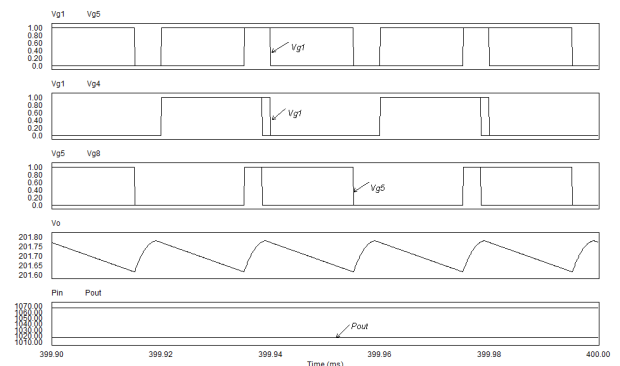 Vg1 Vg5
1.00
0.80
0.60
0.40
0.20
0.0
Vg1
Vg1 Vg4
1.00
0.80
0.60
0.40
0.20
0.0
Vg1
Vg5 Vg8
1.00
0.80
0.60
0.40
0.20
0.0
Vg5
Vo
201.80
201.75
201.70
201.65
201.60
Pin Pout
1070.00
1060.00
1050.00
1040.00
1030.00
1020.00
1010.00
Pout
399.90 399.92 399.94 399.96 399.98 400.00
Time (ms)